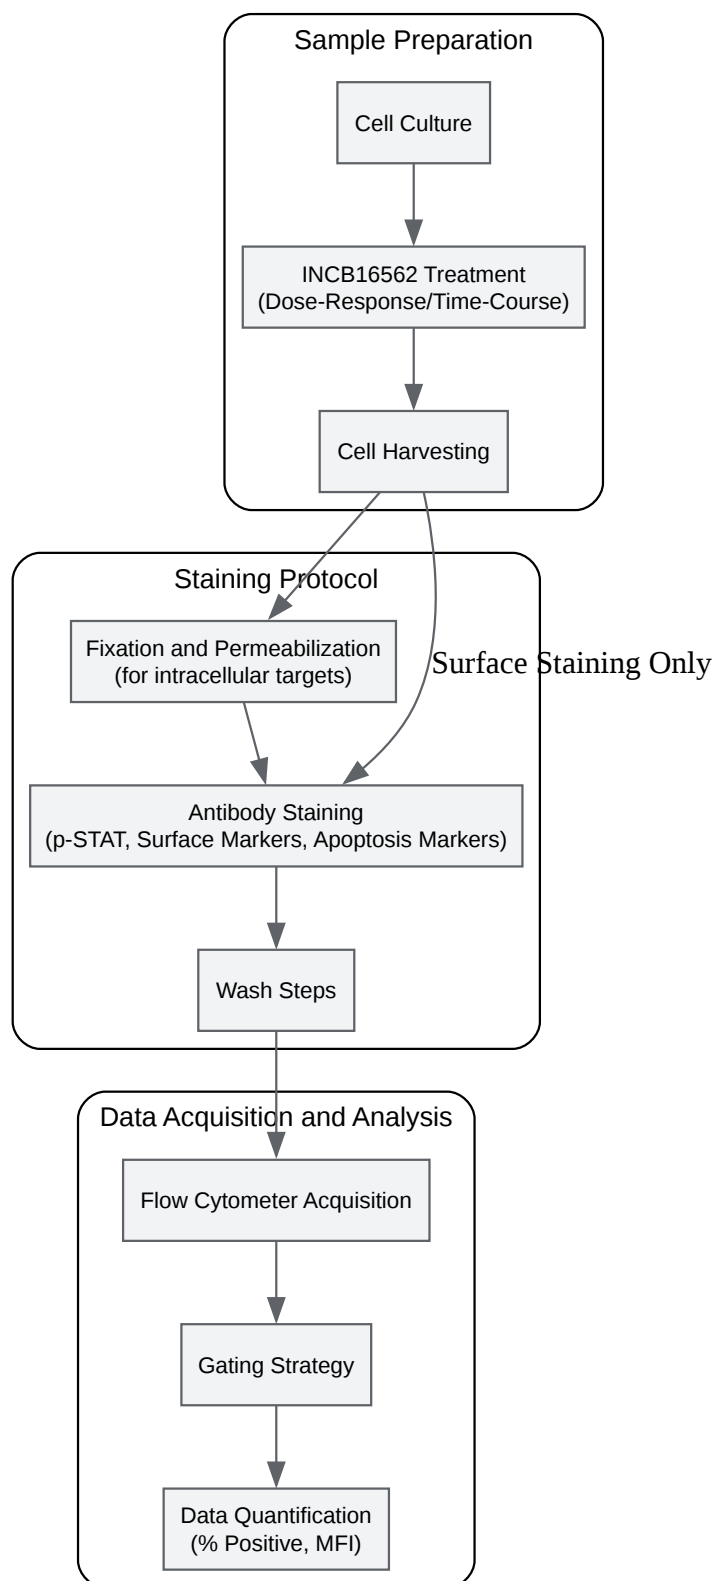 Sample Preparation
Cell Culture
INCB16562 Treatment
(Dose-Response/Time-Course)
Cell Harvesting
Staining Protocol
Fixation and Permeabilization
(for intracellular targets)
Surface Staining Only
Antibody Staining
(p-STAT, Surface Markers, Apoptosis Markers)
Wash Steps
Data Acquisition and Analysis
Flow Cytometer Acquisition
Gating Strategy
Data Quantification
(% Positive, MFI)